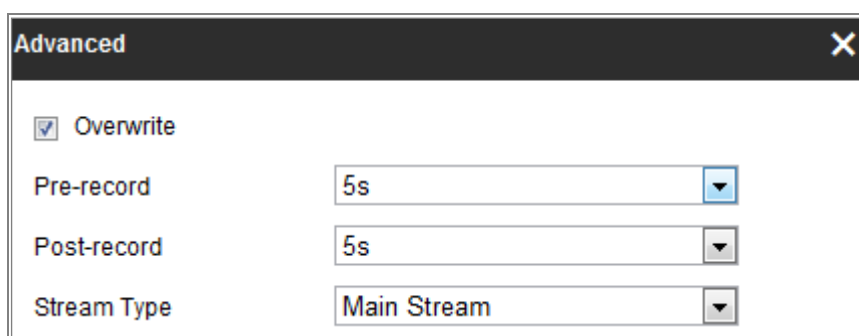 Advanced
Overwrite
Pre-record 5s
Post-record 5s
Stream Type Main Stream